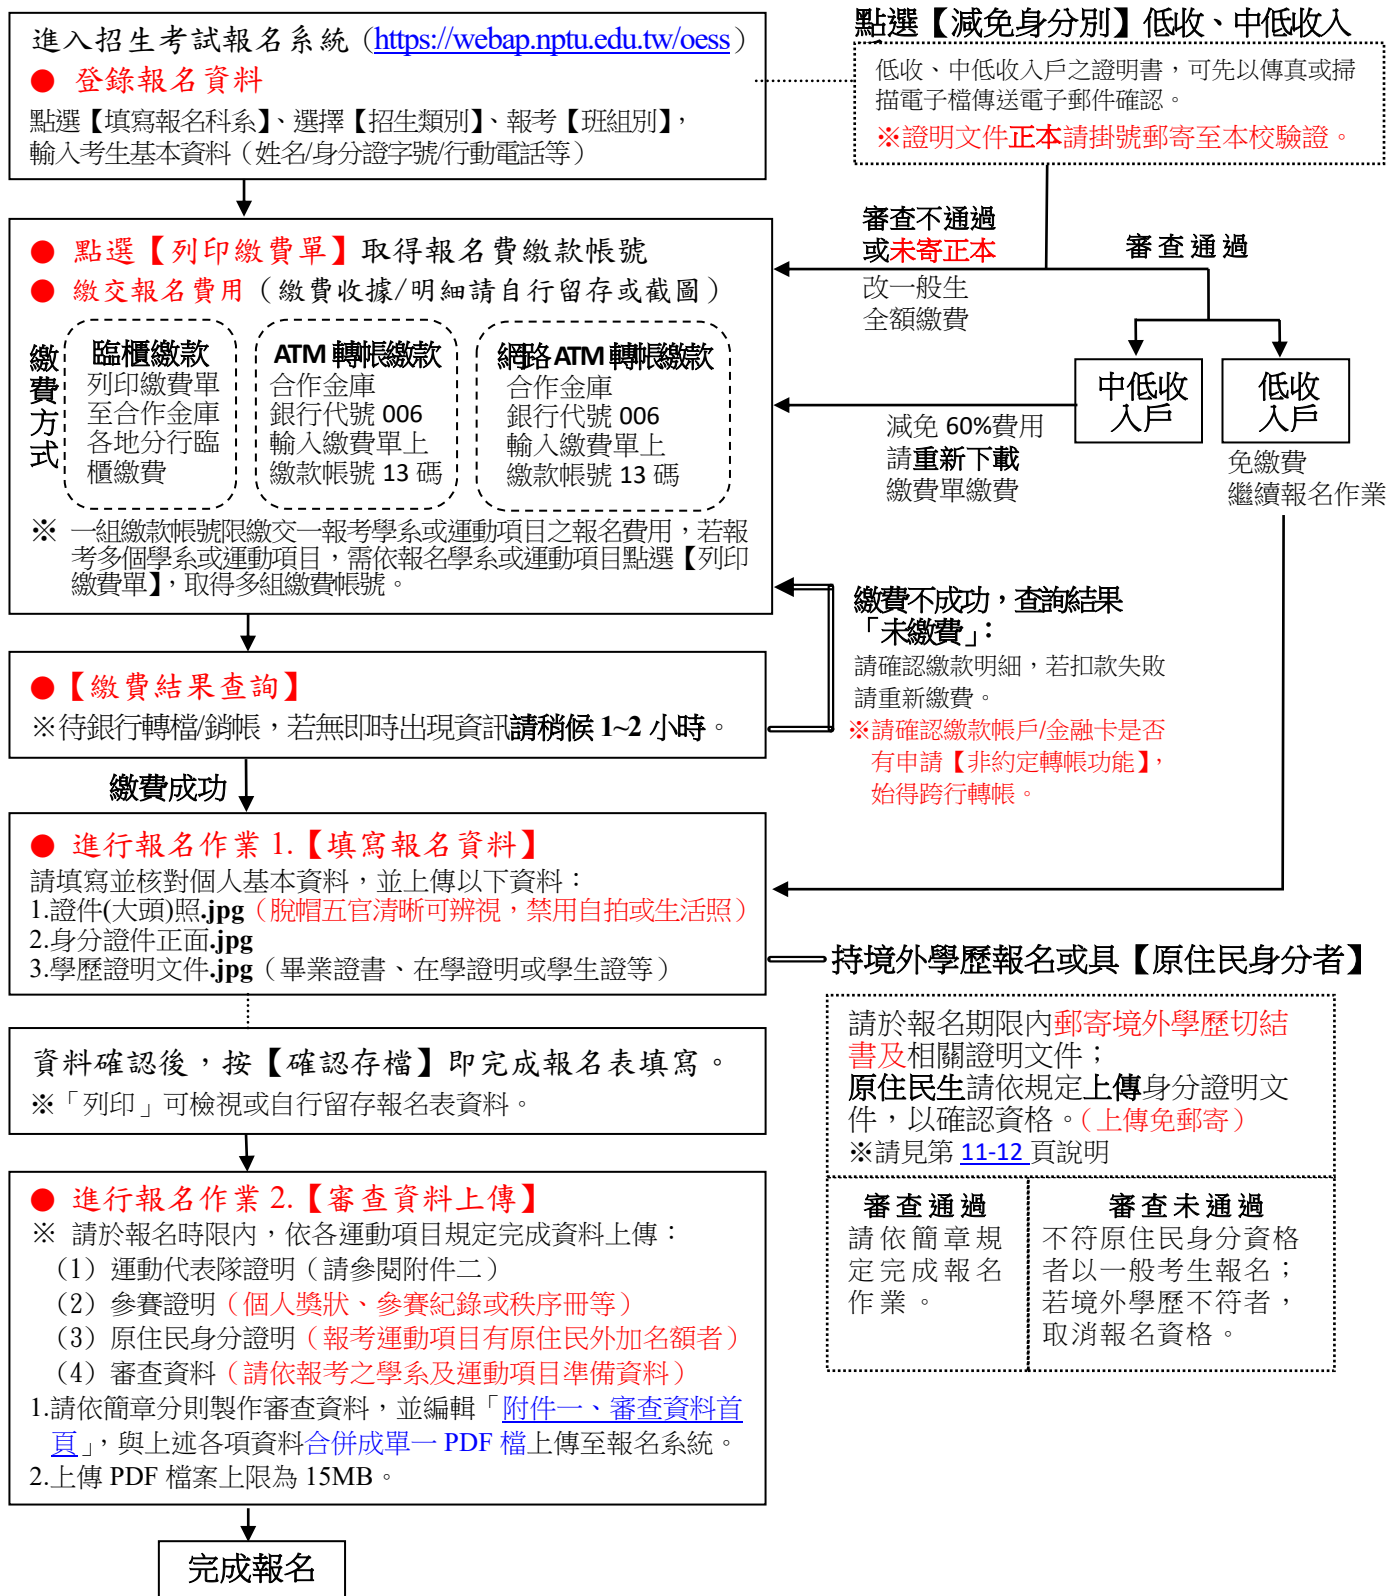 進入招生考試報名系統（https://webap.nptu.edu.tw/oess）
● 登錄報名資料
點選【填寫報名科系】、選擇【招生類別】、報考【班組別】，
輸入考生基本資料（姓名/身分證字號/行動電話等）
點選【減免身分別】低收、中低收入
低收、中低收入戶之證明書，可先以傳真或掃
描電子檔傳送電子郵件確認。
※證明文件正本請掛號郵寄至本校驗證。
審查不通過
或未寄正本
改一般生
全額繳費
審查通過
中低收
入戶
低收
入戶
減免 60%費用
請重新下載
繳費單繳費
免繳費
繼續報名作業
● 點選【列印繳費單】取得報名費繳款帳號
● 繳交報名費用（繳費收據/明細請自行留存或截圖）
繳費方式
臨櫃繳款
列印繳費單
至合作金庫
各地分行臨
櫃繳費
ATM 轉帳繳款
合作金庫
銀行代號 006
輸入繳費單上
繳款帳號 13 碼
網路 ATM 轉帳繳款
合作金庫
銀行代號 006
輸入繳費單上
繳款帳號 13 碼
※ 一組繳款帳號限繳交一報考學系或運動項目之報名費用，若報
考多個學系或運動項目，需依報名學系或運動項目點選【列印
繳費單】，取得多組繳費帳號。
繳費不成功，查詢結果
「未繳費」：
請確認繳款明細，若扣款失敗
請重新繳費。
※請確認繳款帳戶/金融卡是否
有申請【非約定轉帳功能】，
始得跨行轉帳。
●【繳費結果查詢】
※待銀行轉檔/銷帳，若無即時出現資訊請稍候 1~2 小時。
繳費成功
● 進行報名作業 1.【填寫報名資料】
請填寫並核對個人基本資料，並上傳以下資料：
1.證件(大頭)照.jpg（脫帽五官清晰可辨視，禁用自拍或生活照）
2.身分證件正面.jpg
3.學歷證明文件.jpg（畢業證書、在學證明或學生證等）
持境外學歷報名或具【原住民身分者】
請於報名期限內郵寄境外學歷切結
書及相關證明文件；
原住民生請依規定上傳身分證明文
件，以確認資格。（上傳免郵寄）
※請見第 11-12 頁說明
審查通過
請依簡章規
定完成報名
作業。
審查未通過
不符原住民身分資格
者以一般考生報名；
若境外學歷不符者，
取消報名資格。
資料確認後，按【確認存檔】即完成報名表填寫。
※「列印」可檢視或自行留存報名表資料。
● 進行報名作業 2.【審查資料上傳】
※ 請於報名時限內，依各運動項目規定完成資料上傳：
（1）運動代表隊證明（請參閱附件二）
（2）參賽證明（個人獎狀、參賽紀錄或秩序冊等）
（3）原住民身分證明（報考運動項目有原住民外加名額者）
（4）審查資料（請依報考之學系及運動項目準備資料）
1.請依簡章分則製作審查資料，並編輯「附件一、審查資料首
頁」，與上述各項資料合併成單一 PDF 檔上傳至報名系統。
2.上傳 PDF 檔案上限為 15MB。
完成報名